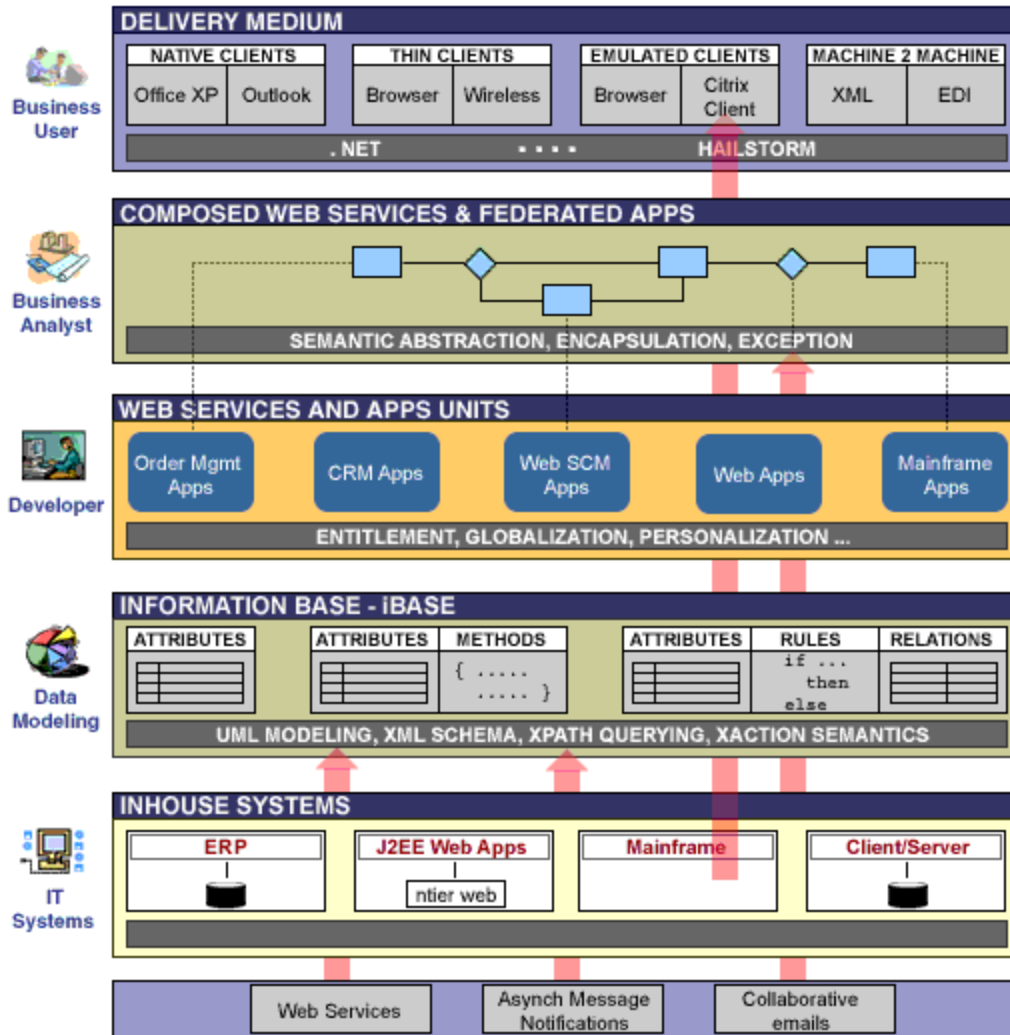 DELIVERY MEDIUM
NATIVE CLIENTS
Office XP
Outlook
THIN CLIENTS
Browser
Wireless
EMULATED CLIENTS
Browser
Citrix
Client
MACHINE 2 MACHINE
XML
EDI
. NET
. . . .
HAILSTORM
Business
User
COMPOSED WEB SERVICES & FEDERATED APPS
SEMANTIC ABSTRACTION, ENCAPSULATION, EXCEPTION
Business
Analyst
WEB SERVICES AND APPS UNITS
Order Mgmt
Apps
CRM Apps
Web SCM
Apps
Web Apps
Mainframe
Apps
ENTITLEMENT, GLOBALIZATION, PERSONALIZATION ...
Developer
INFORMATION BASE - iBASE
ATTRIBUTES
ATTRIBUTES
METHODS
{ .....
..... }
ATTRIBUTES
RULES
if ...
then
else
RELATIONS
UML MODELING, XML SCHEMA, XPATH QUERYING, XACTION SEMANTICS
Data
Modeling
INHOUSE SYSTEMS
ERP
J2EE Web Apps
ntier web
Mainframe
Client/Server
IT
Systems
Web Services
Asynch Message
Notifications
Collaborative
emails